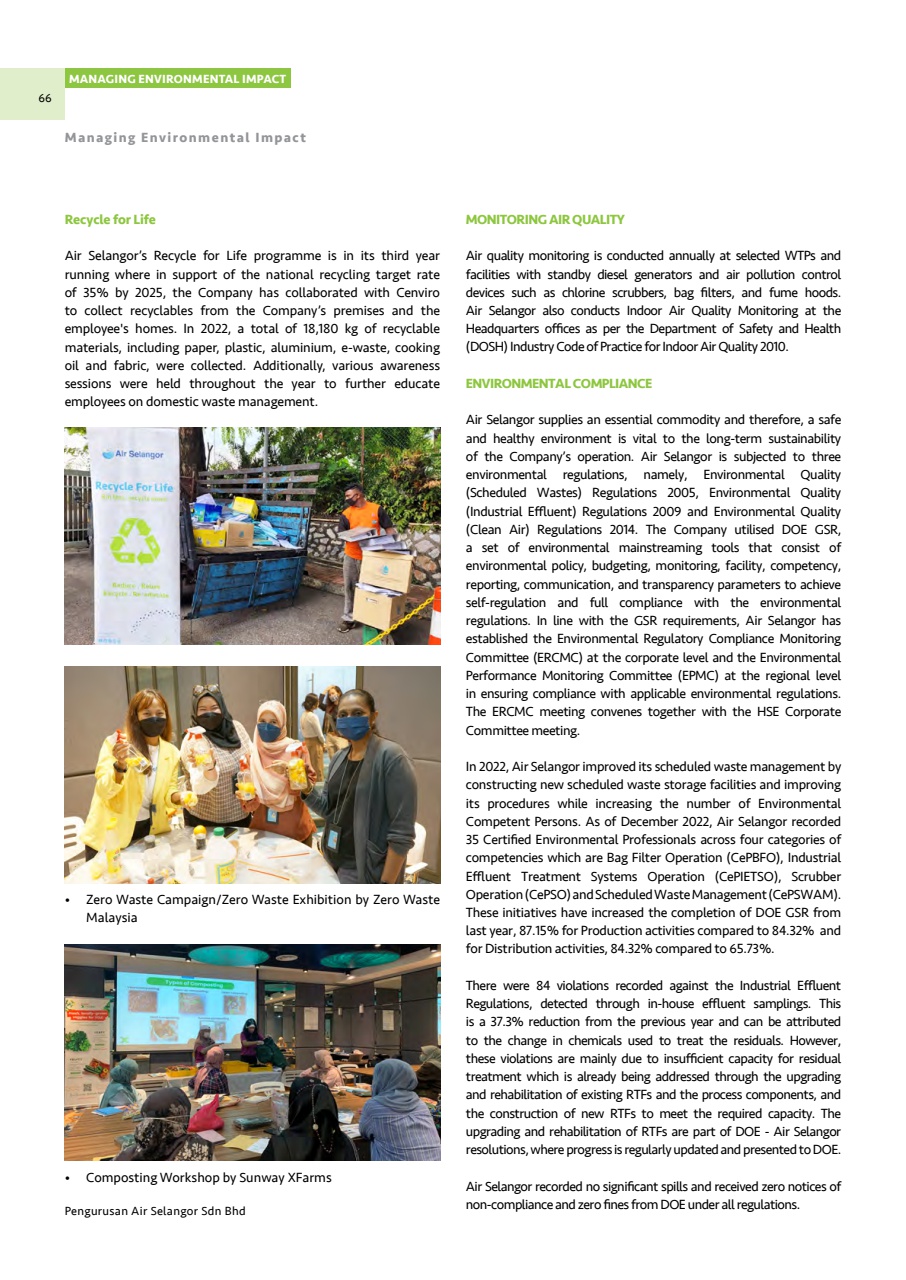 MANAGING ENVIRONMENTAL IMPACT
66
Managing Environmental Impact
Recycle for Life
Air Selangor's Recycle for Life programme is in its third year
running where in support of the national recycling target rate
of 35% by 2025, the Company has collaborated with Cenviro
to collect recyclables from the Company's premises and the
employee's homes. In 2022, a total of 18,180 kg of recyclable
materials, including paper, plastic, aluminium, e-waste, cooking
oil and fabric, were collected. Additionally, various awareness
sessions were held throughout the year to further educate
employees on domestic waste management.
Air Selangor
Recycle For Life
• Zero Waste Campaign/Zero Waste Exhibition by Zero Waste
Malaysia
Types of Composting
• Composting Workshop by Sunway XFarms
Pengurusan Air Selangor Sdn Bhd
MONITORING AIR QUALITY
Air quality monitoring is conducted annually at selected WTPs and
facilities with standby diesel generators and air pollution control
devices such as chlorine scrubbers, bag filters, and fume hoods.
Air Selangor also conducts Indoor Air Quality Monitoring at the
Headquarters offices as per the Department of Safety and Health
(DOSH) Industry Code of Practice for Indoor Air Quality 2010.
ENVIRONMENTAL COMPLIANCE
Air Selangor supplies an essential commodity and therefore, a safe
and healthy environment is vital to the long-term sustainability
of the Company's operation. Air Selangor is subjected to three
environmental regulations, namely, Environmental Quality
(Scheduled Wastes) Regulations 2005, Environmental Quality
(Industrial Effluent) Regulations 2009 and Environmental Quality
(Clean Air) Regulations 2014. The Company utilised DOE GSR,
a set of environmental mainstreaming tools that consist of
environmental policy, budgeting, monitoring, facility, competency,
reporting, communication, and transparency parameters to achieve
self-regulation and full compliance with the environmental
regulations. In line with the GSR requirements, Air Selangor has
established the Environmental Regulatory Compliance Monitoring
Committee (ERCMC) at the corporate level and the Environmental
Performance Monitoring Committee (EPMC) at the regional level
in ensuring compliance with applicable environmental regulations.
The ERCMC meeting convenes together with the HSE Corporate
Committee meeting.
In 2022, Air Selangor improved its scheduled waste management by
constructing new scheduled waste storage facilities and improving
its procedures while increasing the number of Environmental
Competent Persons. As of December 2022, Air Selangor recorded
35 Certified Environmental Professionals across four categories of
competencies which are Bag Filter Operation (CePBFO), Industrial
Effluent Treatment Systems Operation (CePIETSO), Scrubber
Operation (CePSO) and Scheduled Waste Management (CePSWAM).
These initiatives have increased the completion of DOE GSR from
last year, 87.15% for Production activities compared to 84.32% and
for Distribution activities, 84.32% compared to 65.73%.
There were 84 violations recorded against the Industrial Effluent
Regulations, detected through in-house effluent samplings. This
is a 37.3% reduction from the previous year and can be attributed
to the change in chemicals used to treat the residuals. However,
these violations are mainly due to insufficient capacity for residual
treatment which is already being addressed through the upgrading
and rehabilitation of existing RTFs and the process components, and
the construction of new RTFs to meet the required capacity. The
upgrading and rehabilitation of RTFs are part of DOE - Air Selangor
resolutions, where progress is regularly updated and presented to DOE.
Air Selangor recorded no significant spills and received zero notices of
non-compliance and zero fines from DOE under all regulations.